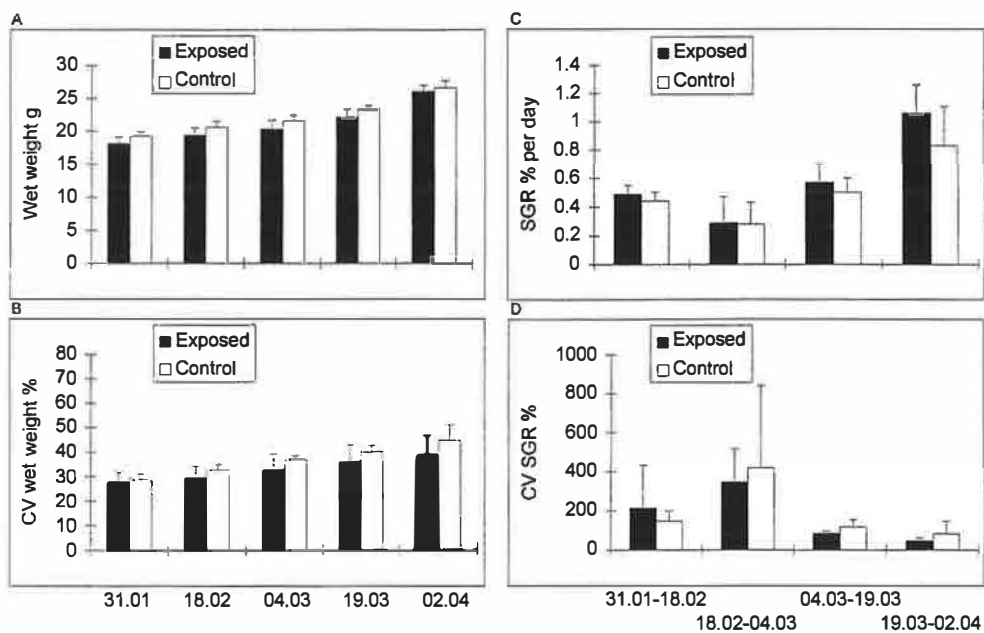 A
Exposed
Control
Wet weight g
30
25
20
15
10
5
0
B
Exposed
Control
CV wet weight %
80
70
60
50
40
30
20
10
0
31.01 18.02 04.03 19.03 02.04
C
Exposed
Control
SGR % per day
1.4
1.2
1
0.8
0.6
0.4
0.2
0
D
Exposed
Control
CV SGR %
1000
800
600
400
200
0
31.01-18.02 04.03-19.03
18.02-04.03 19.03-02.04